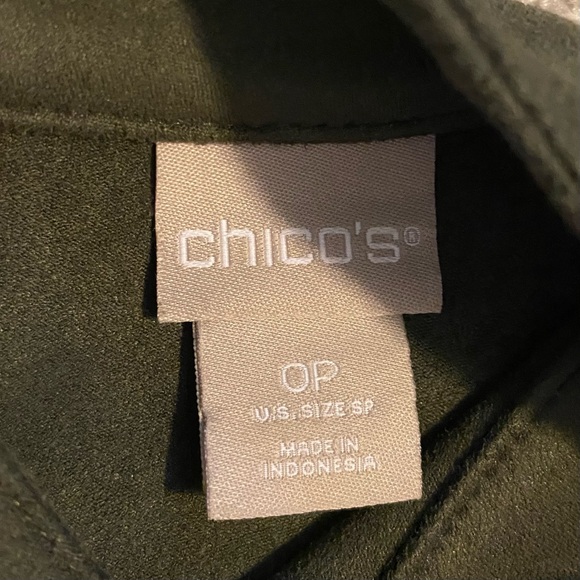 chico's®
0P
U.S. SIZE SP
MADE IN
INDONESIA